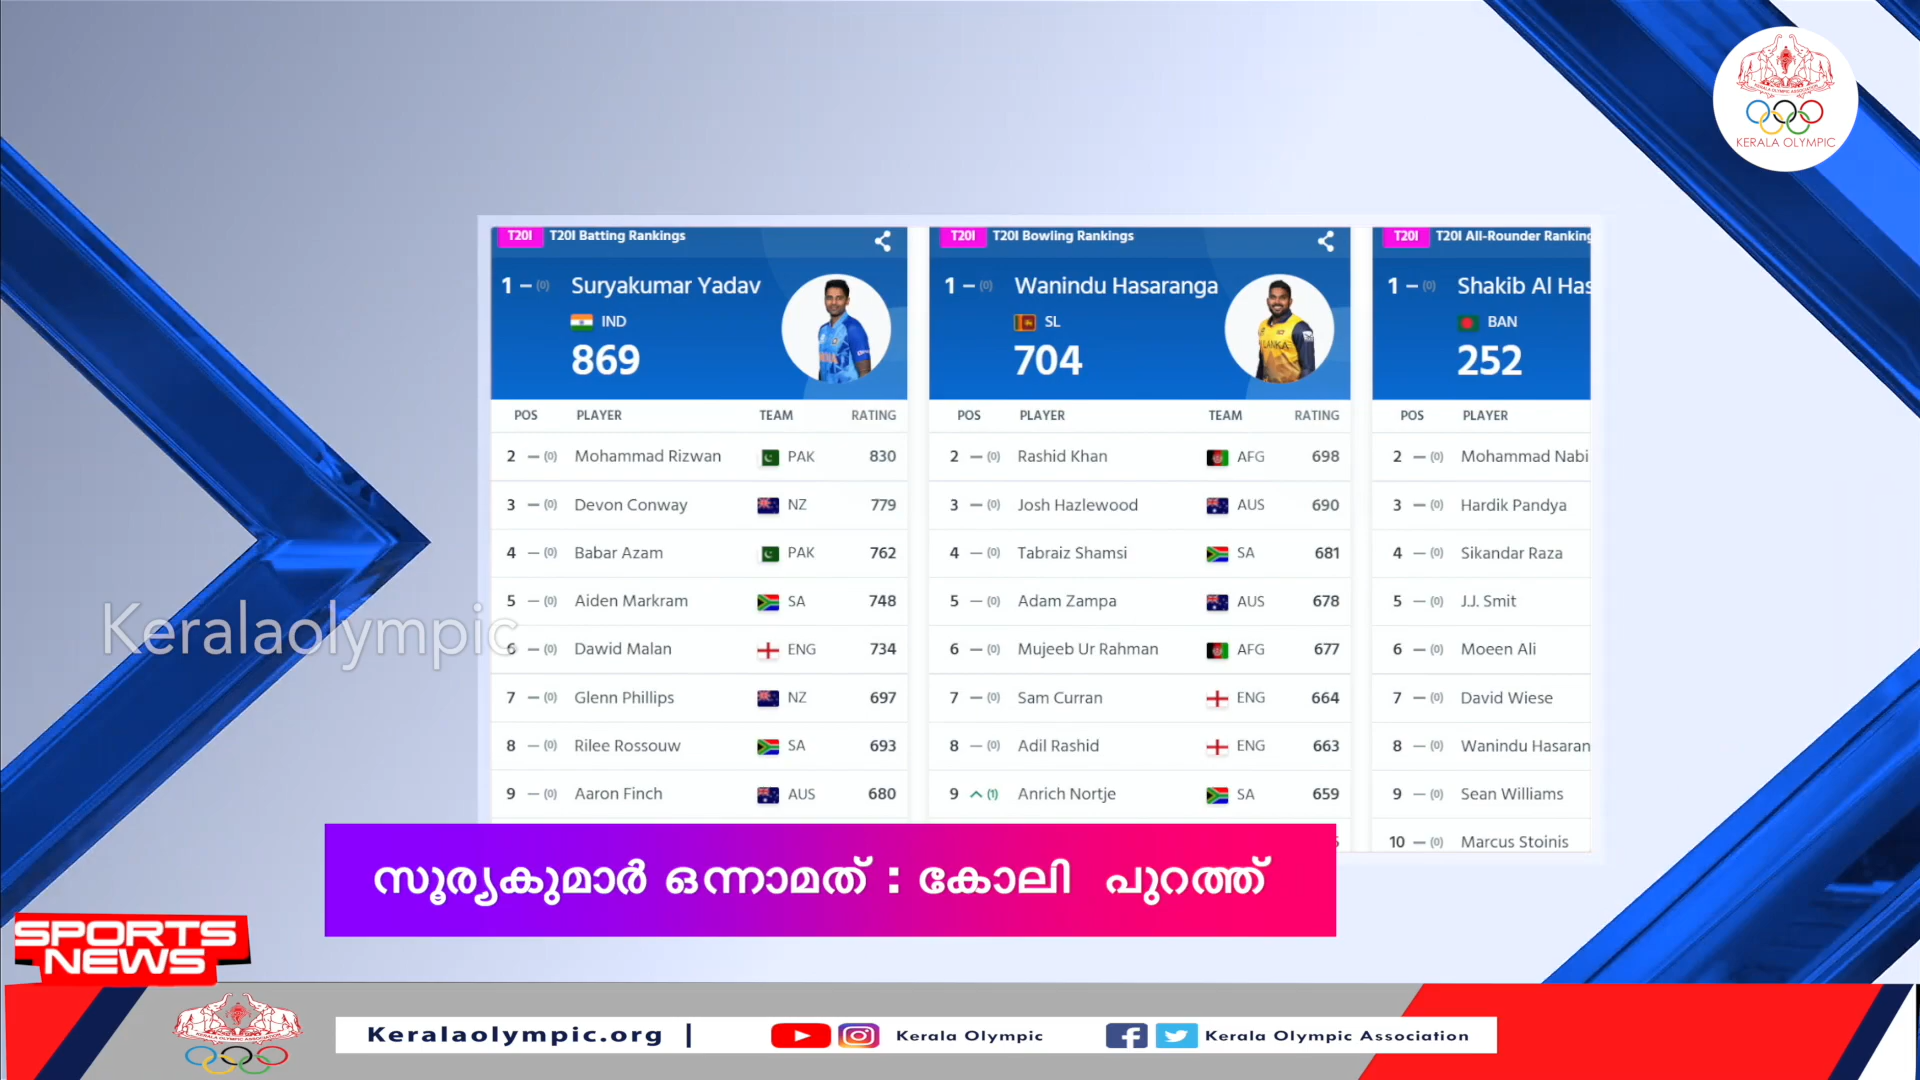 KERALA OLYMPIC
T20I T20I Batting Rankings
1 – (0) Suryakumar Yadav
IND
869
POS PLAYER TEAM RATING
2 — (0) Mohammad Rizwan PAK 830
3 — (0) Devon Conway NZ 779
4 — (0) Babar Azam PAK 762
5 — (0) Aiden Markram SA 748
6 — (0) Dawid Malan ENG 734
7 — (0) Glenn Phillips NZ 697
8 — (0) Rilee Rossouw SA 693
9 — (0) Aaron Finch AUS 680
T20I T20I Bowling Rankings
1 – (0) Wanindu Hasaranga
SL
704
POS PLAYER TEAM RATING
2 — (0) Rashid Khan AFG 698
3 — (0) Josh Hazlewood AUS 690
4 — (0) Tabraiz Shamsi SA 681
5 — (0) Adam Zampa AUS 678
6 — (0) Mujeeb Ur Rahman AFG 677
7 — (0) Sam Curran ENG 664
8 — (0) Adil Rashid ENG 663
9 (1) Anrich Nortje SA 659
T20I T20I All-Rounder Ranking
1 – (0) Shakib Al Has
BAN
252
POS PLAYER
2 — (0) Mohammad Nabi
3 — (0) Hardik Pandya
4 — (0) Sikandar Raza
5 — (0) J.J. Smit
6 — (0) Moeen Ali
7 — (0) David Wiese
8 — (0) Wanindu Hasaran
9 — (0) Sean Williams
10 — (0) Marcus Stoinis
Keralaolympic
സൂര്യകുമാർ ഒന്നാമത് : കോലി പുറത്ത്
SPORTS
NEWS
Keralaolympic.org | Kerala Olympic Kerala Olympic Association